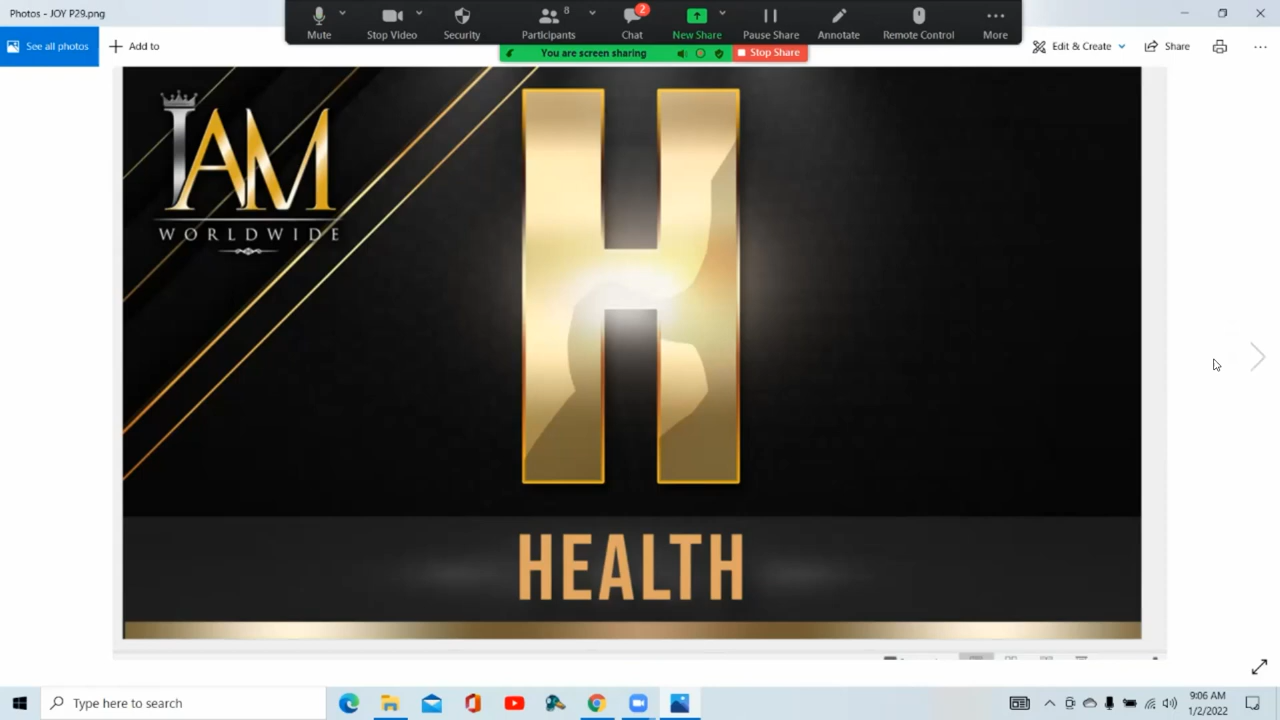 Photos - JOY P29.png
See all photos
Add to
Mute
Stop Video
Security
8
Participants
2
Chat
New Share
Pause Share
Annotate
Remote Control
More
You are screen sharing
Stop Share
Edit & Create
Share
I AM
WORLDWIDE
H
HEALTH
Type here to search
9:06 AM
1/2/2022